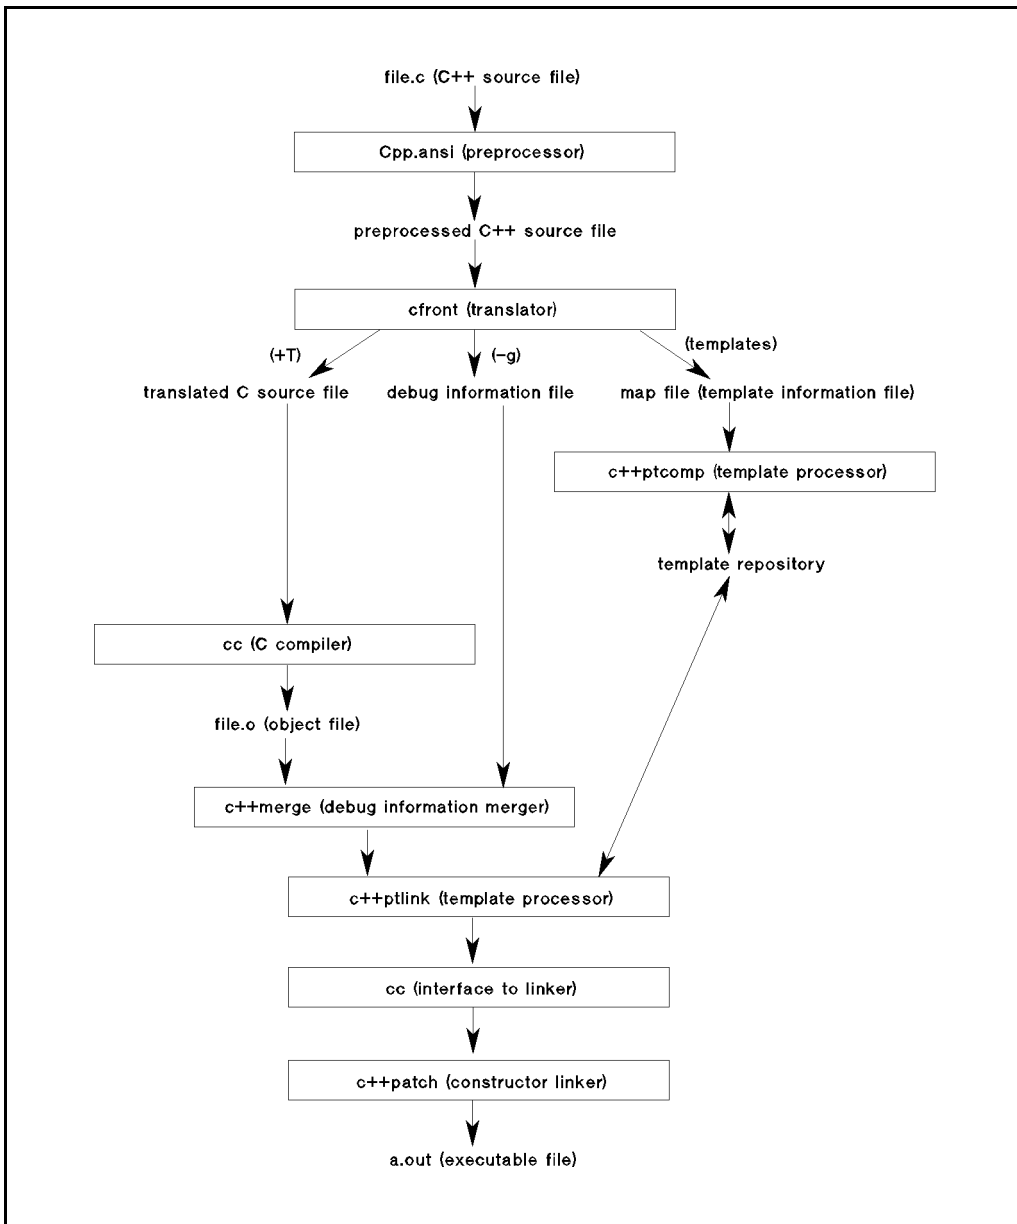 file.c (C++ source file)
Cpp.ansi (preprocessor)
preprocessed C++ source file
cfront (translator)
(+T)
(-g)
(templates)
translated C source file
debug information file
map file (template information file)
c++ptcomp (template processor)
template repository
cc (C compiler)
file.o (object file)
c++merge (debug information merger)
c++ptlink (template processor)
cc (interface to linker)
c++patch (constructor linker)
a.out (executable file)